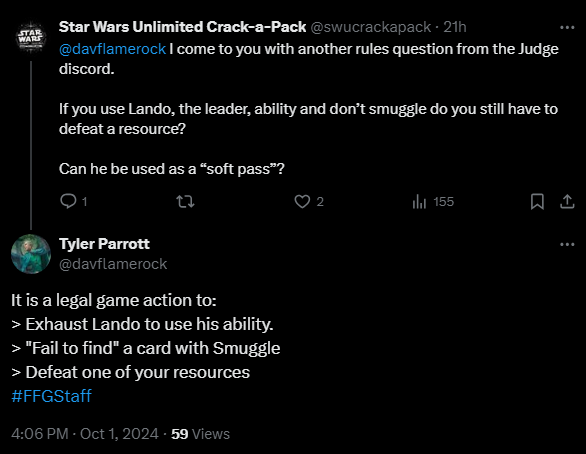 STAR
WARS
Star Wars Unlimited Crack-a-Pack @swucrackapack · 21h
@davflamerock I come to you with another rules question from the Judge
discord.
If you use Lando, the leader, ability and don’t smuggle do you still have to
defeat a resource?
Can he be used as a “soft pass”?
1 2 155
Tyler Parrott
@davflamerock
It is a legal game action to:
> Exhaust Lando to use his ability.
> "Fail to find" a card with Smuggle
> Defeat one of your resources
#FFGStaff
4:06 PM · Oct 1, 2024 · 59 Views